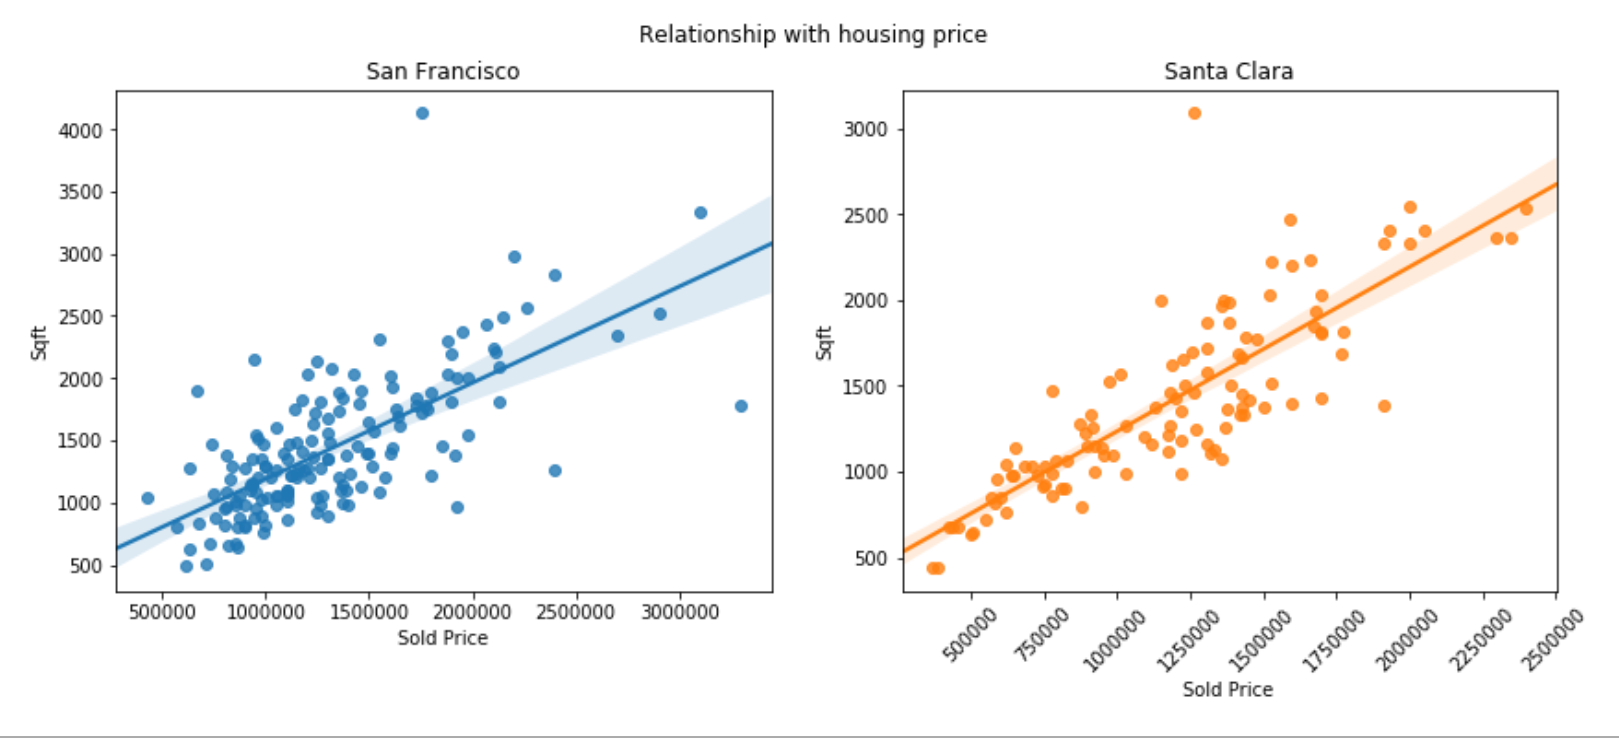 Relationship with housing price
San Francisco
Sqft
4000
3500
3000
2500
2000
1500
1000
500
500000 1000000 1500000 2000000 2500000 3000000
Sold Price
Santa Clara
Sqft
3000
2500
2000
1500
1000
500
500000 750000 1000000 1250000 1500000 1750000 2000000 2250000 2500000
Sold Price